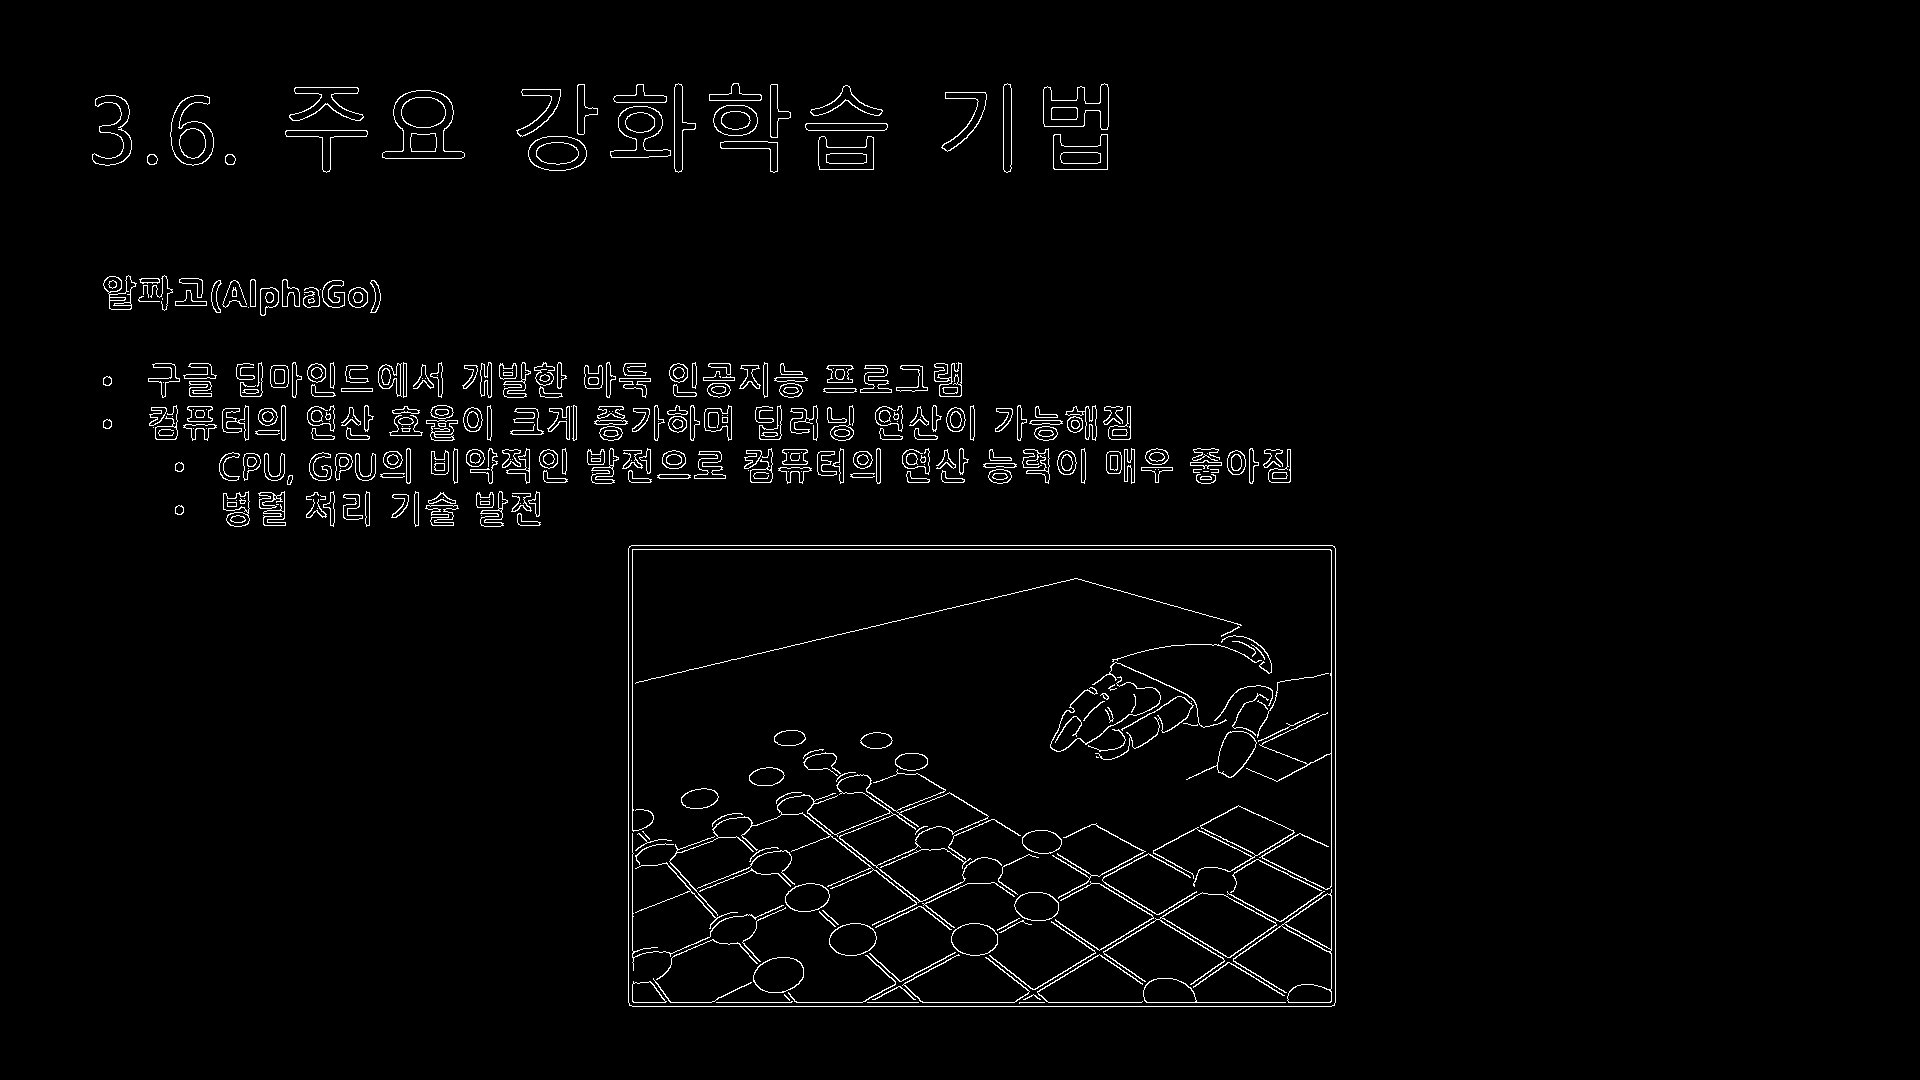 3.6. 주요 강화학습 기법
알파고(AlphaGo)
• 구글 딥마인드에서 개발한 바둑 인공지능 프로그램
• 컴퓨터의 연산 효율이 크게 증가하며 딥러닝 연산이 가능해짐
• CPU, GPU의 비약적인 발전으로 컴퓨터의 연산 능력이 매우 좋아짐
• 병렬 처리 기술 발전